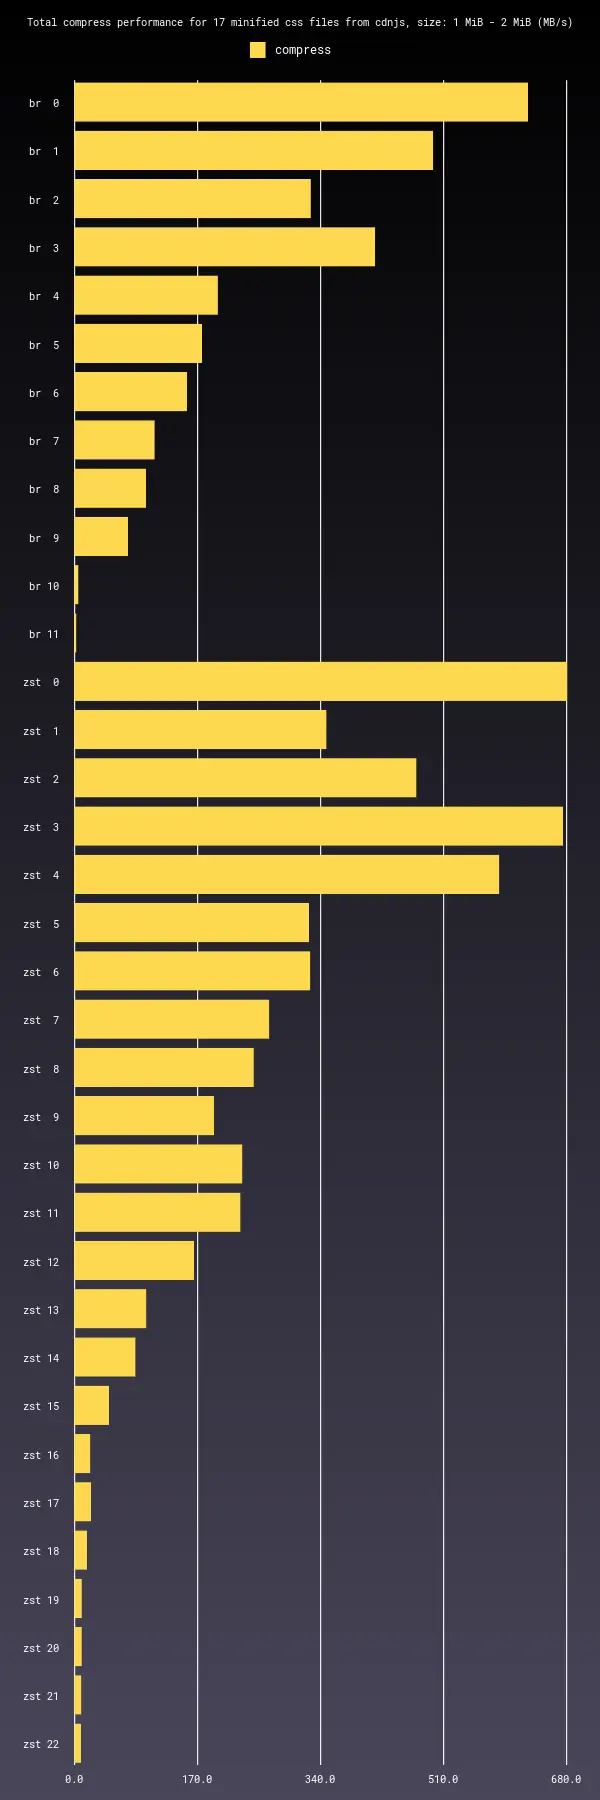 Total compress performance for 17 minified css files from cdnjs, size: 1 MiB - 2 MiB (MB/s)
compress
br 0
br 1
br 2
br 3
br 4
br 5
br 6
br 7
br 8
br 9
br 10
br 11
zst 0
zst 1
zst 2
zst 3
zst 4
zst 5
zst 6
zst 7
zst 8
zst 9
zst 10
zst 11
zst 12
zst 13
zst 14
zst 15
zst 16
zst 17
zst 18
zst 19
zst 20
zst 21
zst 22
0.0 170.0 340.0 510.0 680.0